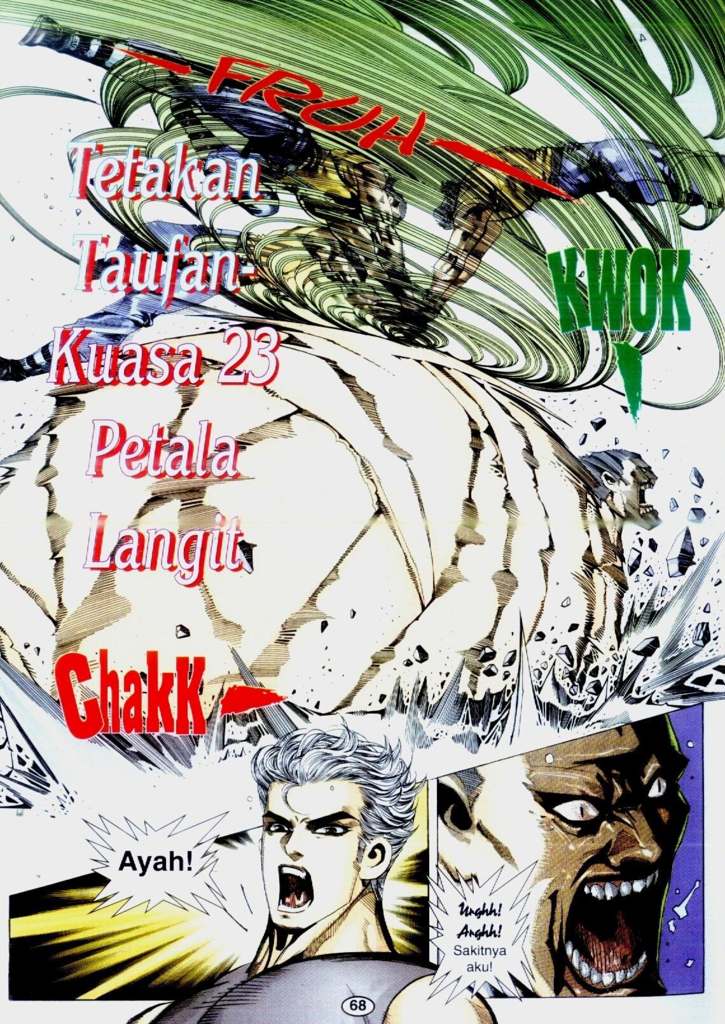 FRUH
Tetakan
Taufan-
Kuasa 23
Petala
Langit
KWOK
ChakK
Ayah!
Urghh!
Arghh!
Sakitnya
aku!
68